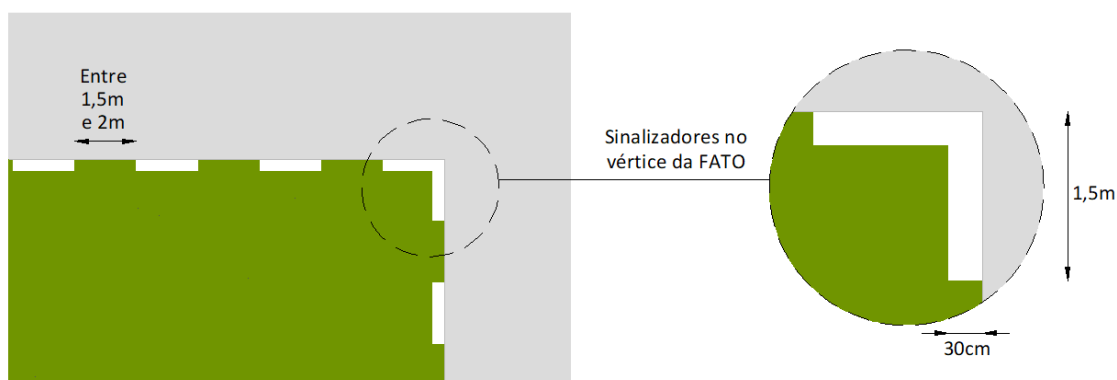 Entre
1,5m
e 2m
Sinalizadores no
vértice da FATO
1,5m
30cm